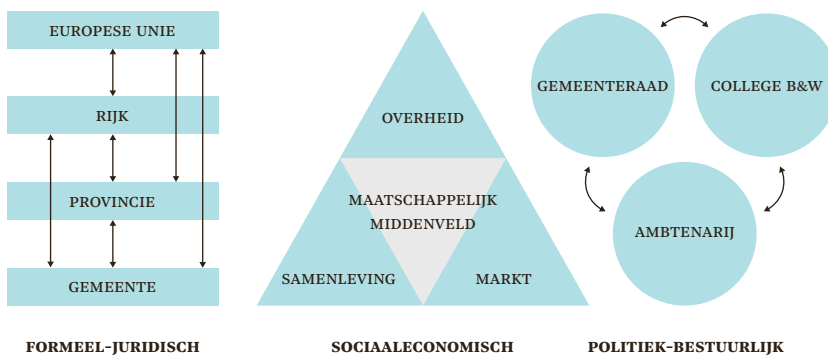 EUROPESE UNIE
RIJK
PROVINCIE
GEMEENTE
FORMEEL-JURIDISCH
OVERHEID
MAATSCHAPPELIJK
MIDDENVELD
SAMENLEVING
MARKT
SOCIAALECONOMISCH
GEMEENTERAAD
COLLEGE B&W
AMBTENARIJ
POLITIEK-BESTUURLIJK